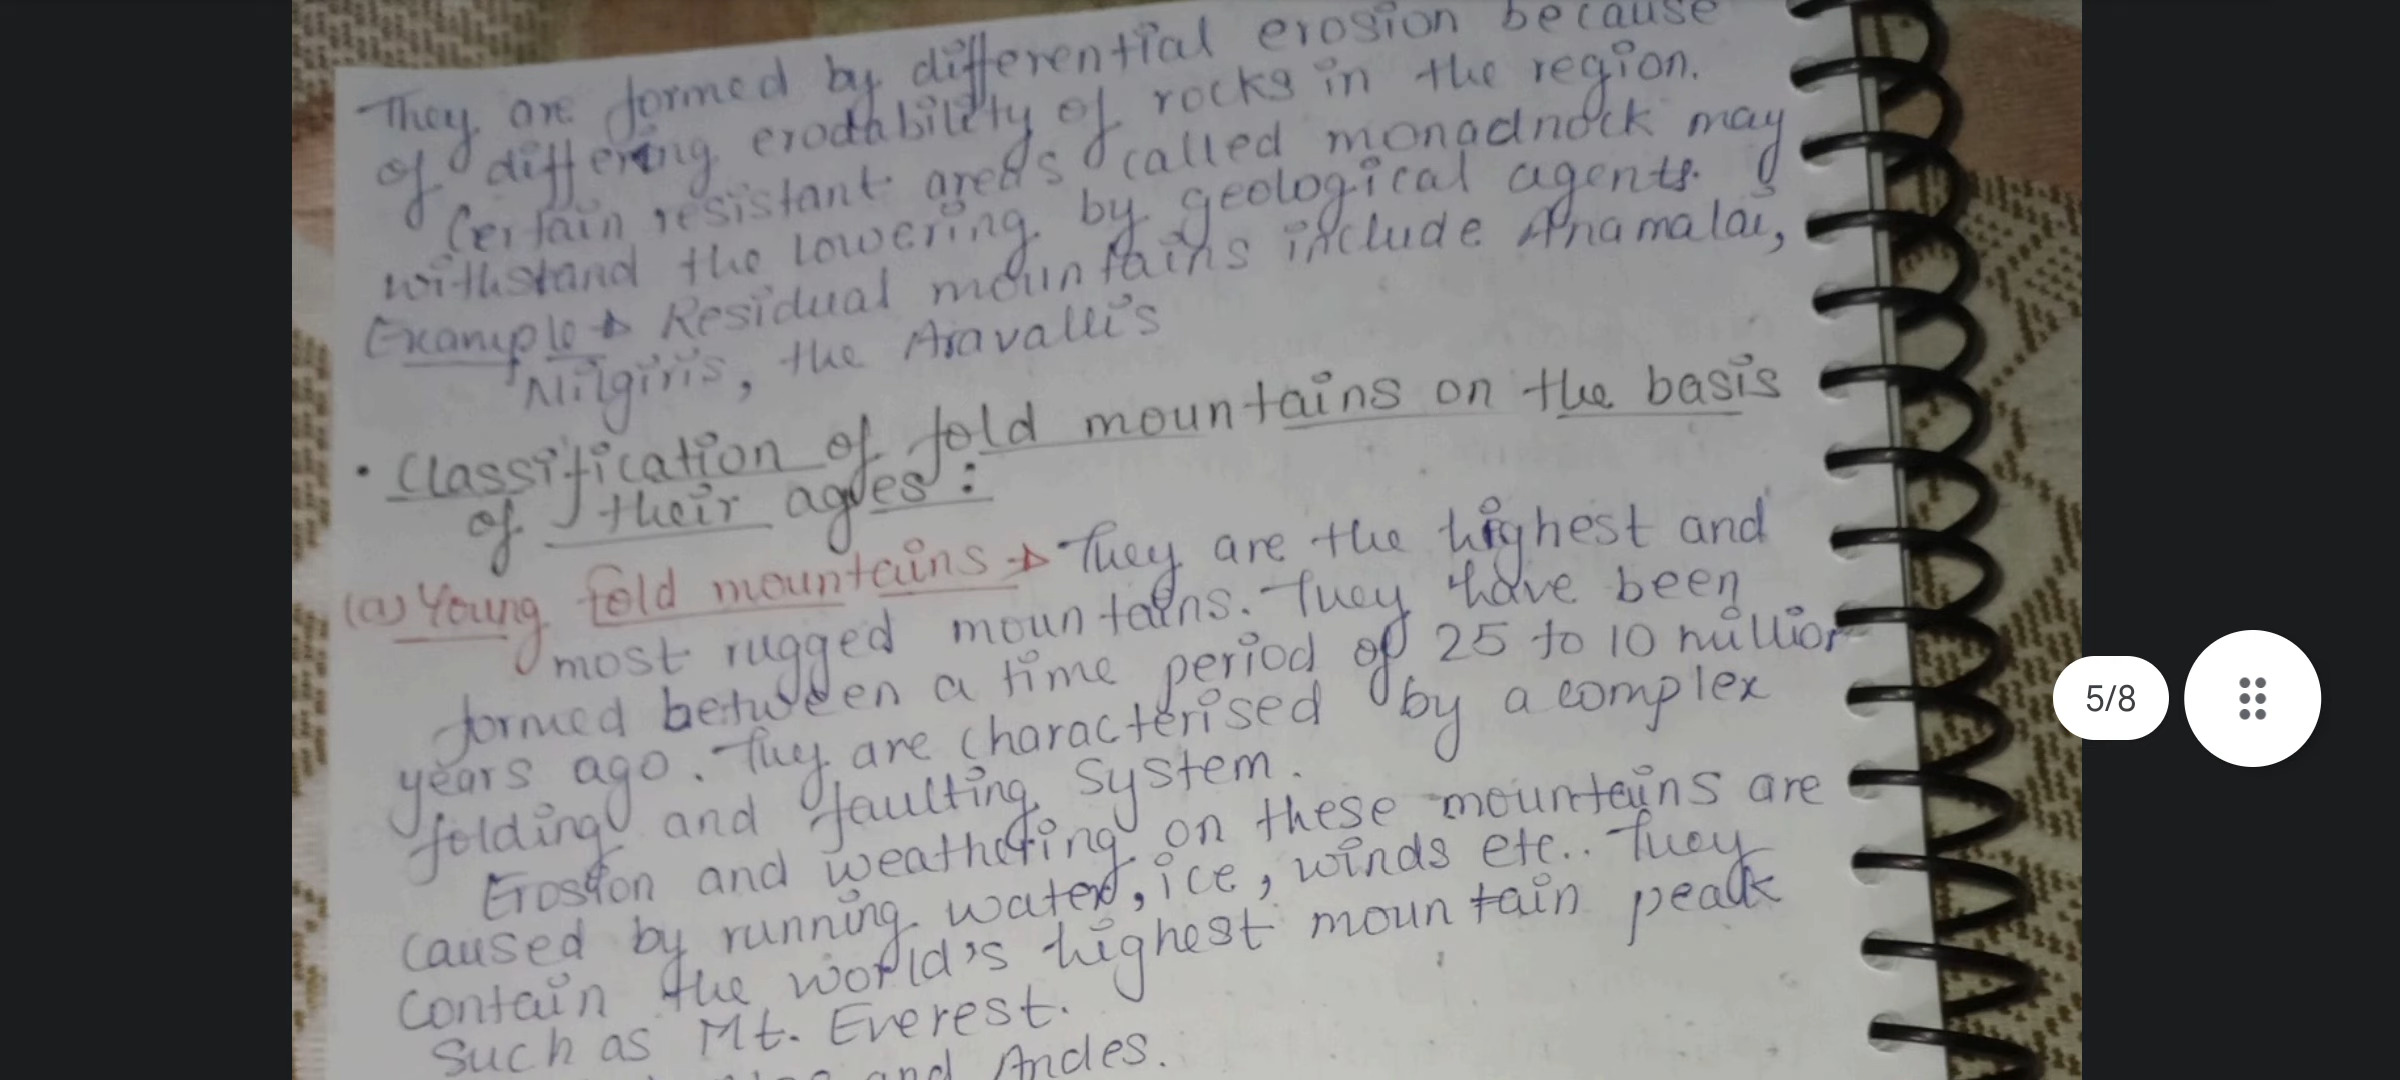 They are formed by differential erosion because
of differing erodability of rocks in the region.
Certain resistant areas called monadnock may
withstand the lowering by geological agents.
Example → Residual mountains include Anamalai,
Nilgiris, the Aravalli's
• Classification of fold mountains on the basis
of their ages :
(a) Young fold mountains → They are the highest and
most rugged mountains. They have been
formed between a time period of 25 to 10 million
years ago. They are characterised by a complex
folding and faulting system.
Erosion and weathering on these mountains are
caused by running water, ice, winds etc.. They
contain the world's highest mountain peak
such as Mt. Everest.
and Andes.
5/8